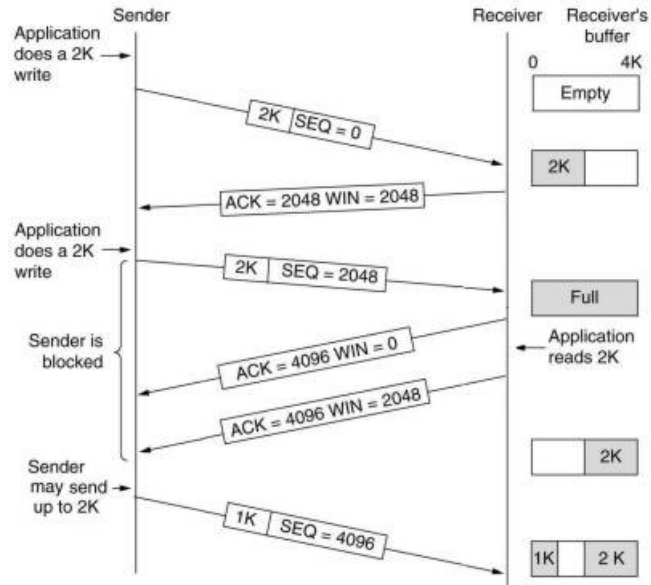 Sender
Receiver
Receiver's
buffer
Application
does a 2K
write
0 4K
Empty
2K SEQ = 0
2K
ACK = 2048 WIN = 2048
Application
does a 2K
write
2K SEQ = 2048
Full
Sender is
blocked
Application
reads 2K
ACK = 4096 WIN = 0
ACK = 4096 WIN = 2048
2K
Sender
may send
up to 2K
1K SEQ = 4096
1K 2 K